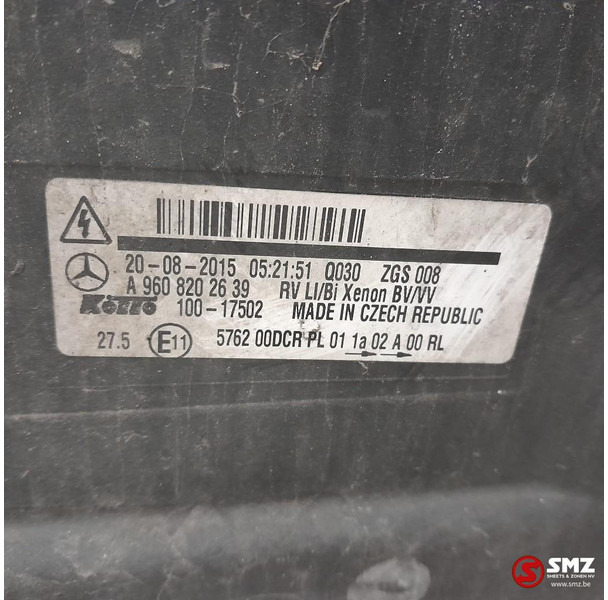 20-08-2015 05:21:51 Q030 ZGS 008
A 960 820 26 39 RV LI/Bi Xenon BV/VV
100-17502 MADE IN CZECH REPUBLIC
27.5 E11 5762 00DCR PL 01 1a 02 A 00 RL
SMZ
SMEETS & ZONEN NV
www.smz.be